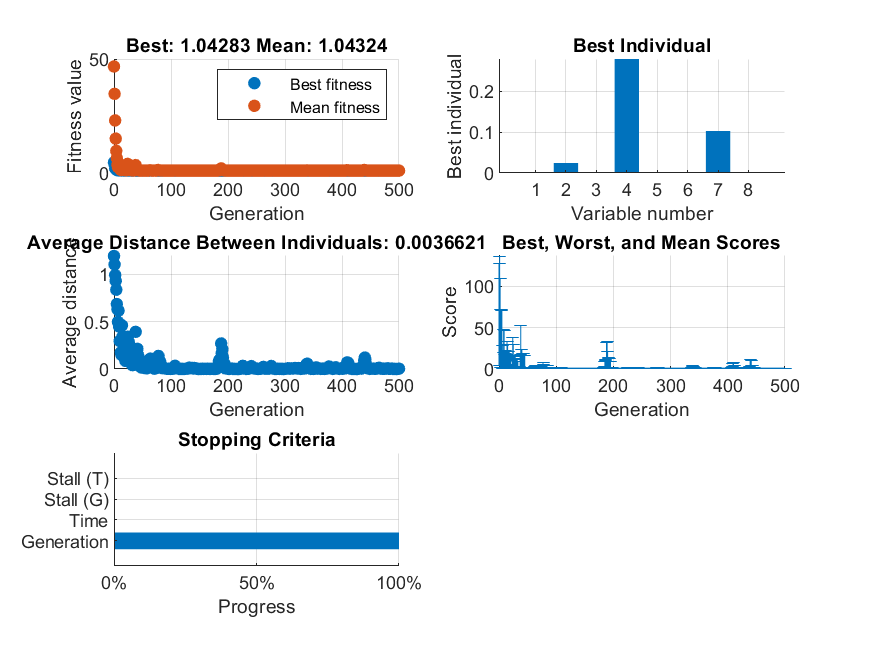 Best: 1.04283 Mean: 1.04324
Fitness value
50
0
Best fitness
Mean fitness
0 100 200 300 400 500
Generation
Best Individual
Best individual
0.2
0.1
0
1 2 3 4 5 6 7 8
Variable number
Average Distance Between Individuals: 0.0036621
Average distance
1
0.5
0
0 100 200 300 400 500
Generation
Best, Worst, and Mean Scores
Score
100
50
0
0 100 200 300 400 500
Generation
Stopping Criteria
Stall (T)
Stall (G)
Time
Generation
0% 50% 100%
Progress